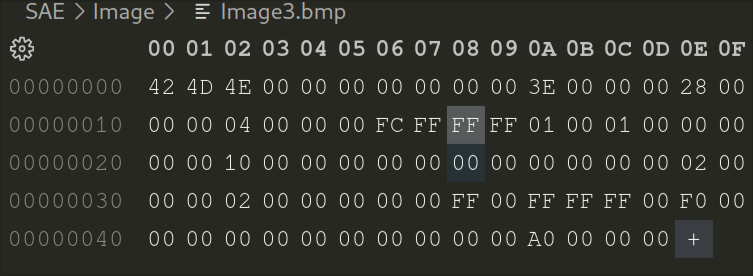 SAE > Image > Image3.bmp
00 01 02 03 04 05 06 07 08 09 0A 0B 0C 0D 0E 0F
00000000 42 4D 4E 00 00 00 00 00 00 00 3E 00 00 00 28 00
00000010 00 00 04 00 00 00 FC FF FF FF 01 00 01 00 00 00
00000020 00 00 10 00 00 00 00 00 00 00 00 00 00 00 02 00
00000030 00 00 02 00 00 00 00 00 FF 00 FF FF FF 00 F0 00
00000040 00 00 00 00 00 00 00 00 00 00 A0 00 00 00 +